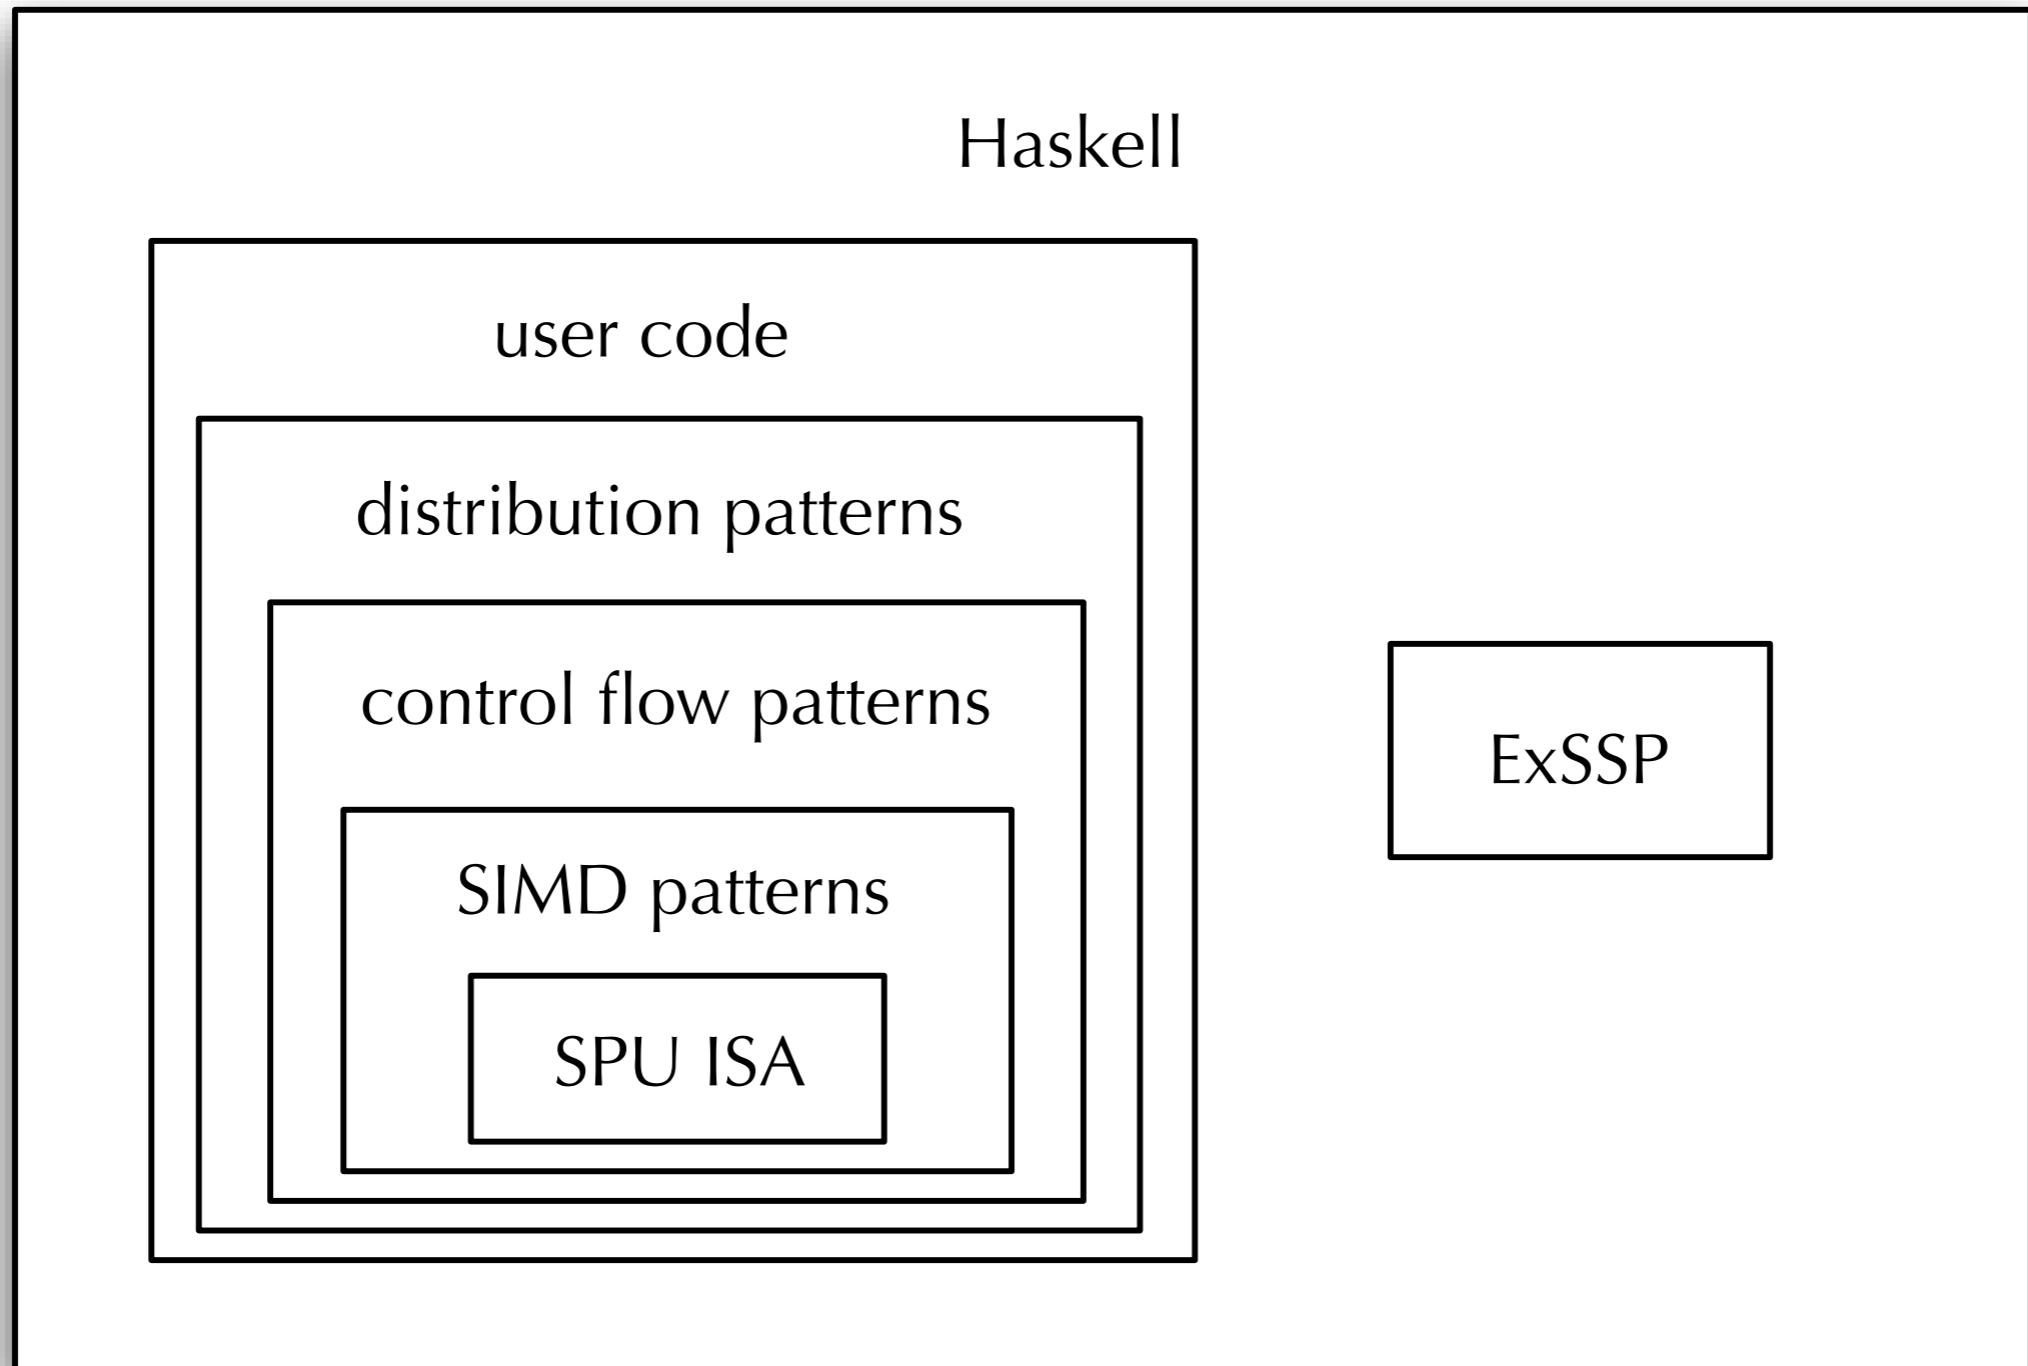 Haskell
user code
distribution patterns
control flow patterns
ExSSP
SIMD patterns
SPU ISA